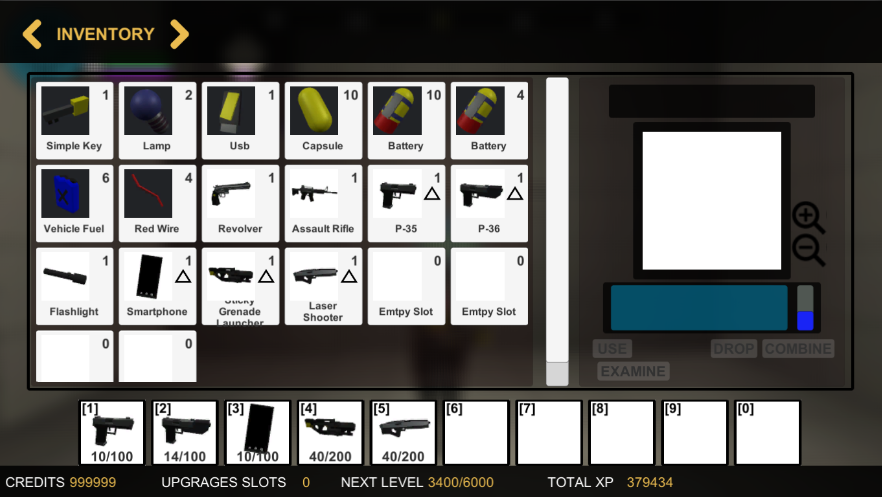 INVENTORY
1 2 1 10 10 4
Simple Key Lamp Usb Capsule Battery Battery
6 4 1 1 1 1
Vehicle Fuel Red Wire Revolver Assault Rifle P-35 P-36
1 1 1 1 0 0
Flashlight Smartphone Sticky Grenade Launcher Laser Shooter Emtpy Slot Emtpy Slot
0 0
USE DROP COMBINE
EXAMINE
[1] [2] [3] [4] [5] [6] [7] [8] [9] [0]
10/100 14/100 10/100 40/200 40/200
CREDITS 999999 UPGRAGES SLOTS 0 NEXT LEVEL 3400/6000 TOTAL XP 379434